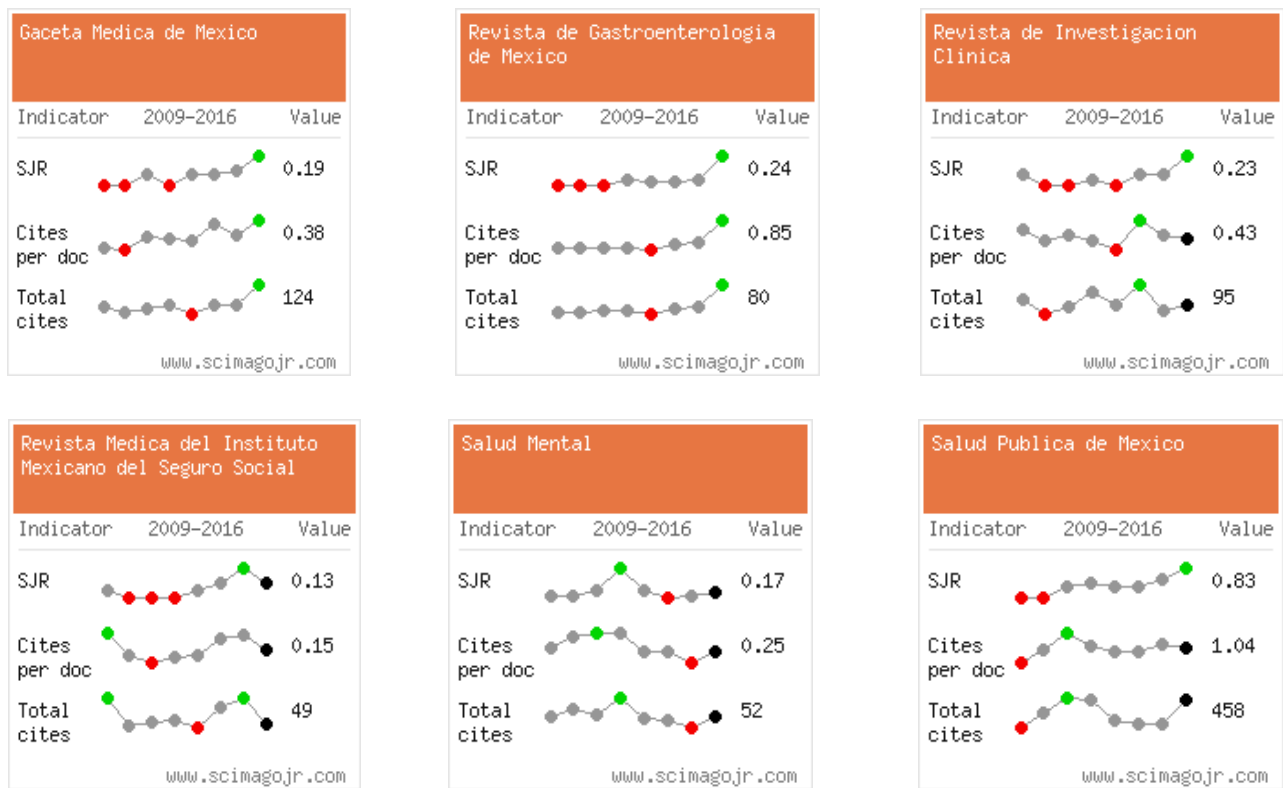 Gaceta Medica de Mexico
Indicator 2009-2016 Value
SJR 0.19
Cites per doc 0.38
Total cites 124
www.scimagojr.com
Revista de Gastroenterologia
de Mexico
Indicator 2009-2016 Value
SJR 0.24
Cites per doc 0.85
Total cites 80
www.scimagojr.com
Revista de Investigacion
Clinica
Indicator 2009-2016 Value
SJR 0.23
Cites per doc 0.43
Total cites 95
www.scimagojr.com
Revista Medica del Instituto
Mexicano del Seguro Social
Indicator 2009-2016 Value
SJR 0.13
Cites per doc 0.15
Total cites 49
www.scimagojr.com
Salud Mental
Indicator 2009-2016 Value
SJR 0.17
Cites per doc 0.25
Total cites 52
www.scimagojr.com
Salud Publica de Mexico
Indicator 2009-2016 Value
SJR 0.83
Cites per doc 1.04
Total cites 458
www.scimagojr.com